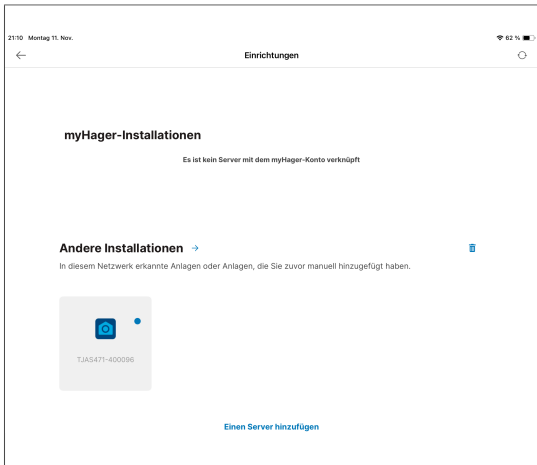 21:10 Montag 11. Nov.
62 %
Einrichtungen
myHager-Installationen
Es ist kein Server mit dem myHager-Konto verknüpft
Andere Installationen →
In diesem Netzwerk erkannte Anlagen oder Anlagen, die Sie zuvor manuell hinzugefügt haben.
TJAS471-400096
Einen Server hinzufügen